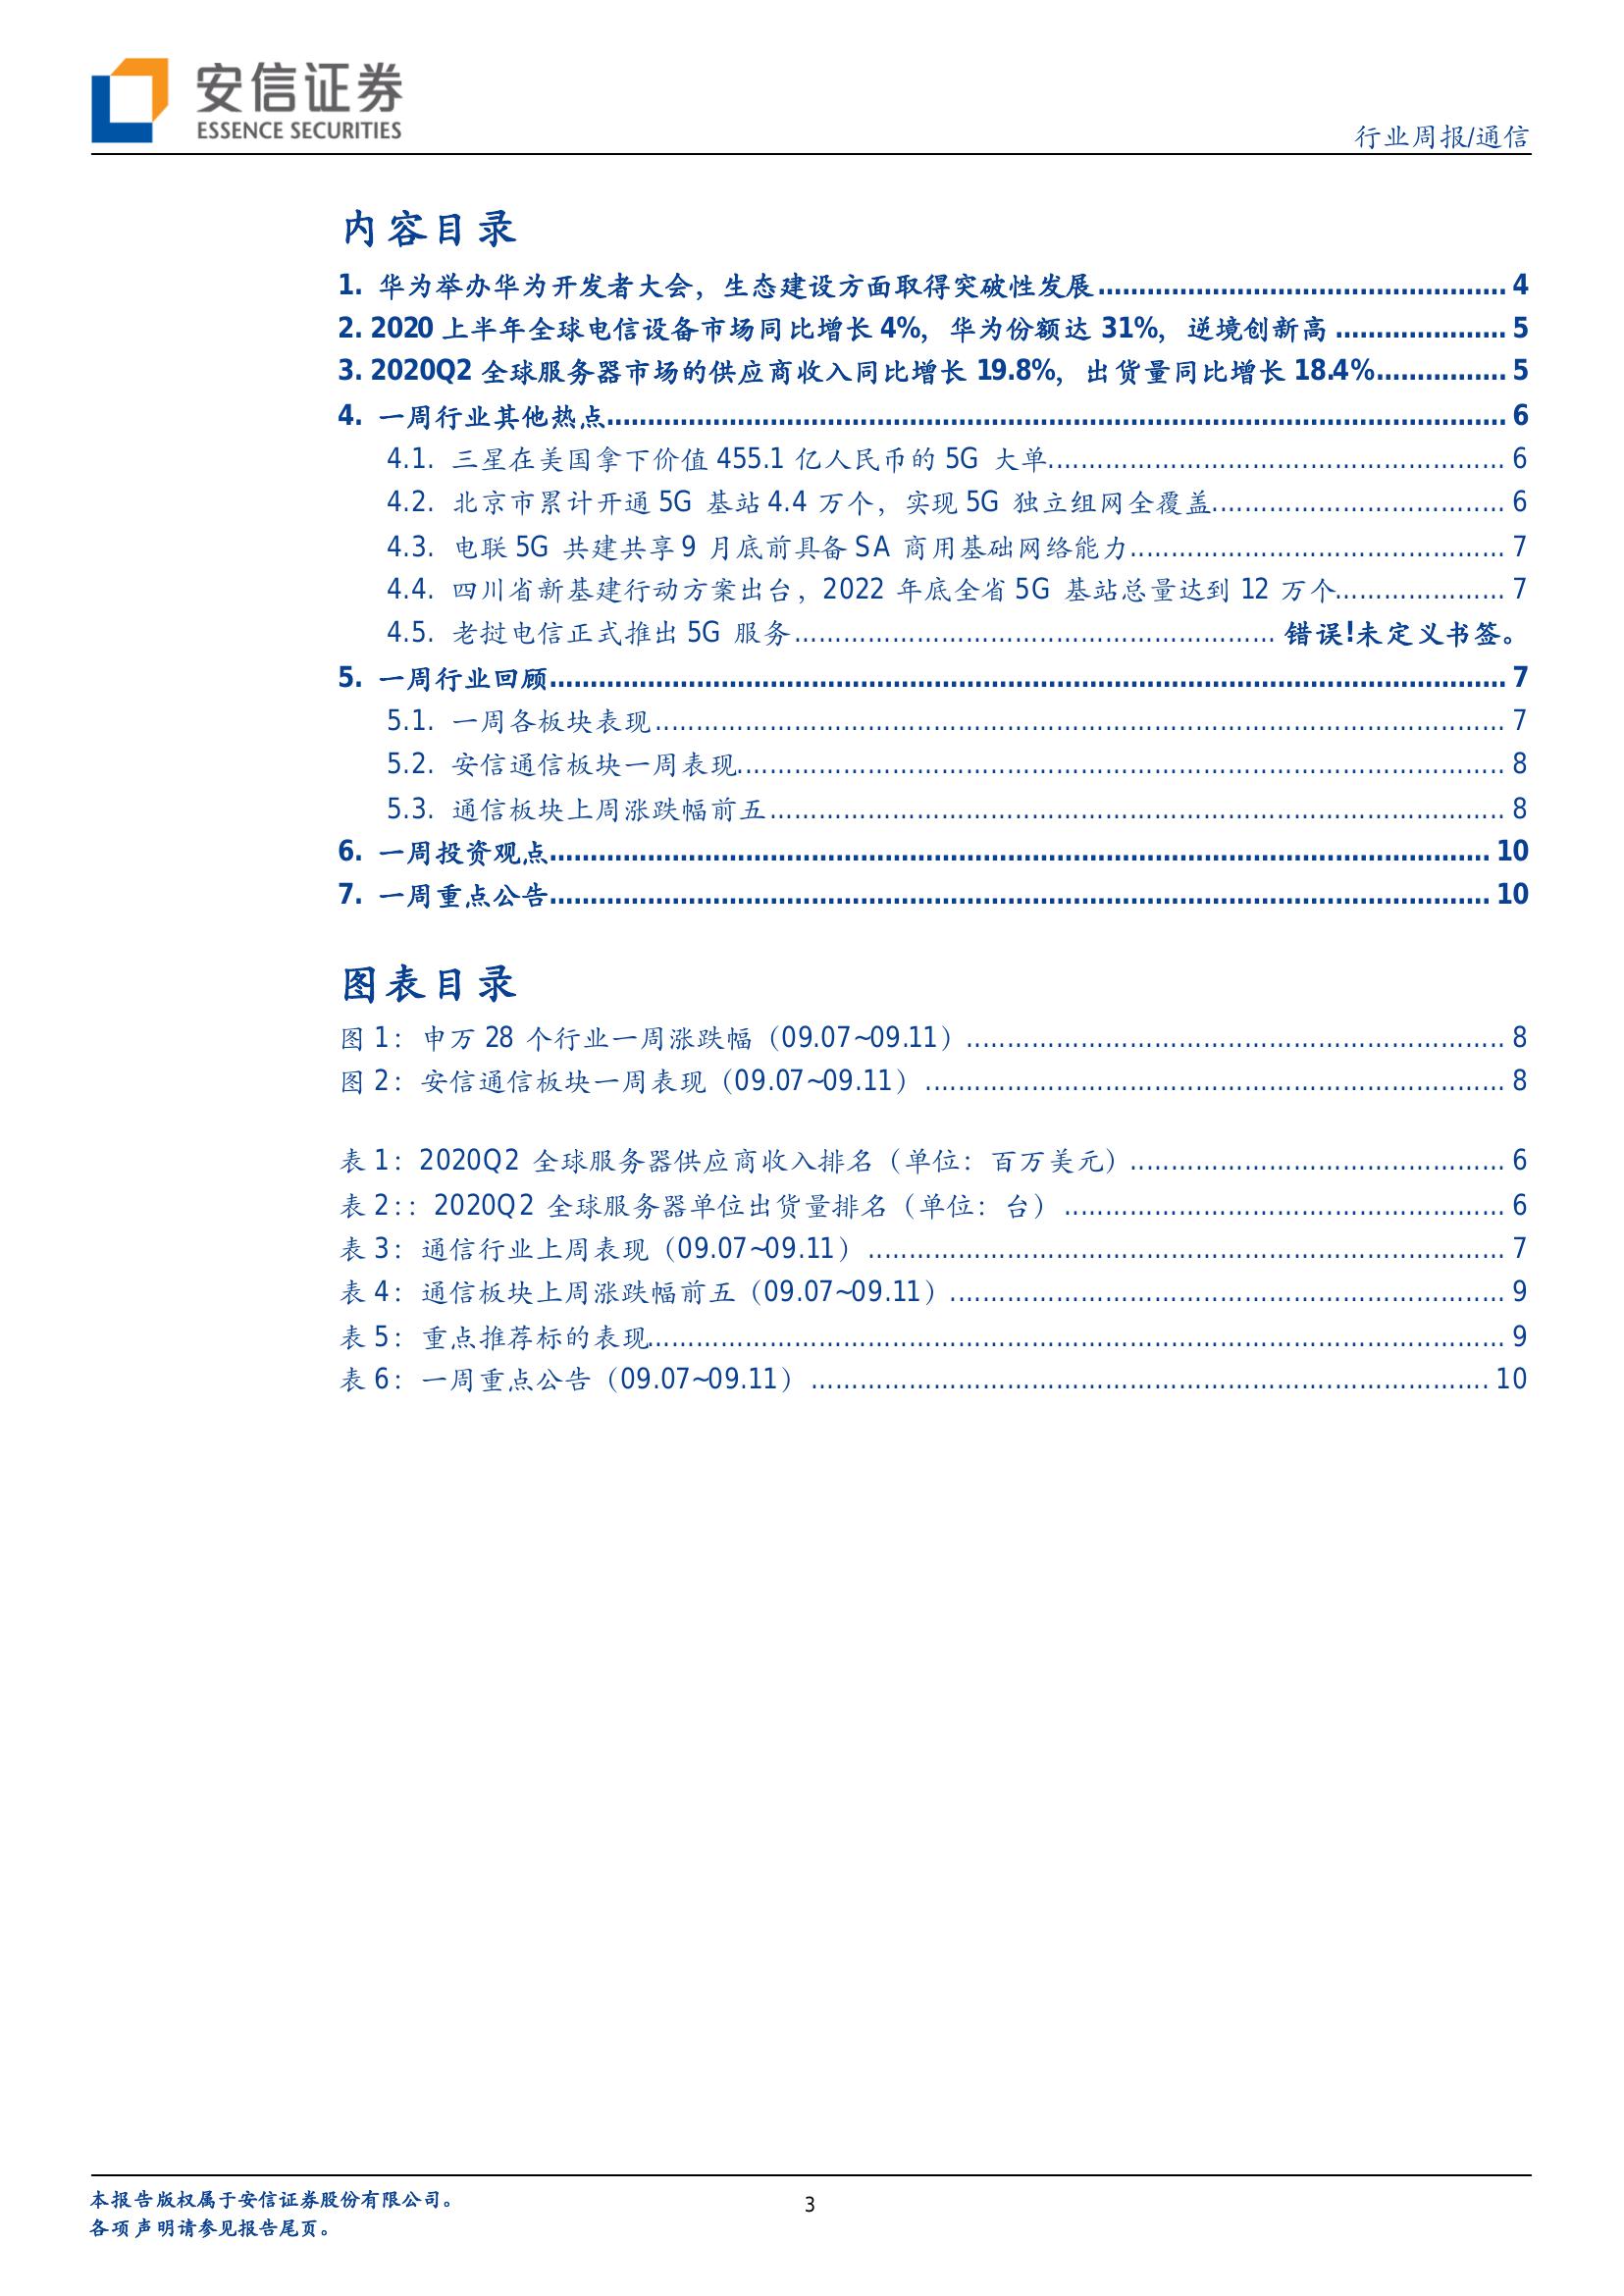 安信证券
ESSENCE SECURITIES
行业周报/通信
内容目录
1. 华为举办华为开发者大会，生态建设方面取得突破性发展 4
2. 2020 上半年全球电信设备市场同比增长 4%，华为份额达 31%，逆境创新高 5
3. 2020Q2 全球服务器市场的供应商收入同比增长 19.8%，出货量同比增长 18.4% 5
4. 一周行业其他热点 6
4.1. 三星在美国拿下价值 455.1 亿人民币的 5G 大单 6
4.2. 北京市累计开通 5G 基站 4.4 万个，实现 5G 独立组网全覆盖 6
4.3. 电联 5G 共建共享 9 月底前具备 SA 商用基础网络能力 7
4.4. 四川省新基建行动方案出台，2022 年底全省 5G 基站总量达到 12 万个 7
4.5. 老挝电信正式推出 5G 服务 错误!未定义书签。
5. 一周行业回顾 7
5.1. 一周各板块表现 7
5.2. 安信通信板块一周表现 8
5.3. 通信板块上周涨跌幅前五 8
6. 一周投资观点 10
7. 一周重点公告 10
图表目录
图 1：申万 28 个行业一周涨跌幅（09.07~09.11） 8
图 2：安信通信板块一周表现（09.07~09.11） 8
表 1：2020Q2 全球服务器供应商收入排名（单位：百万美元） 6
表 2:：2020Q2 全球服务器单位出货量排名（单位：台） 6
表 3：通信行业上周表现（09.07~09.11） 7
表 4：通信板块上周涨跌幅前五（09.07~09.11） 9
表 5：重点推荐标的表现 9
表 6：一周重点公告（09.07~09.11） 10
本报告版权属于安信证券股份有限公司。
3
各项声明请参见报告尾页。